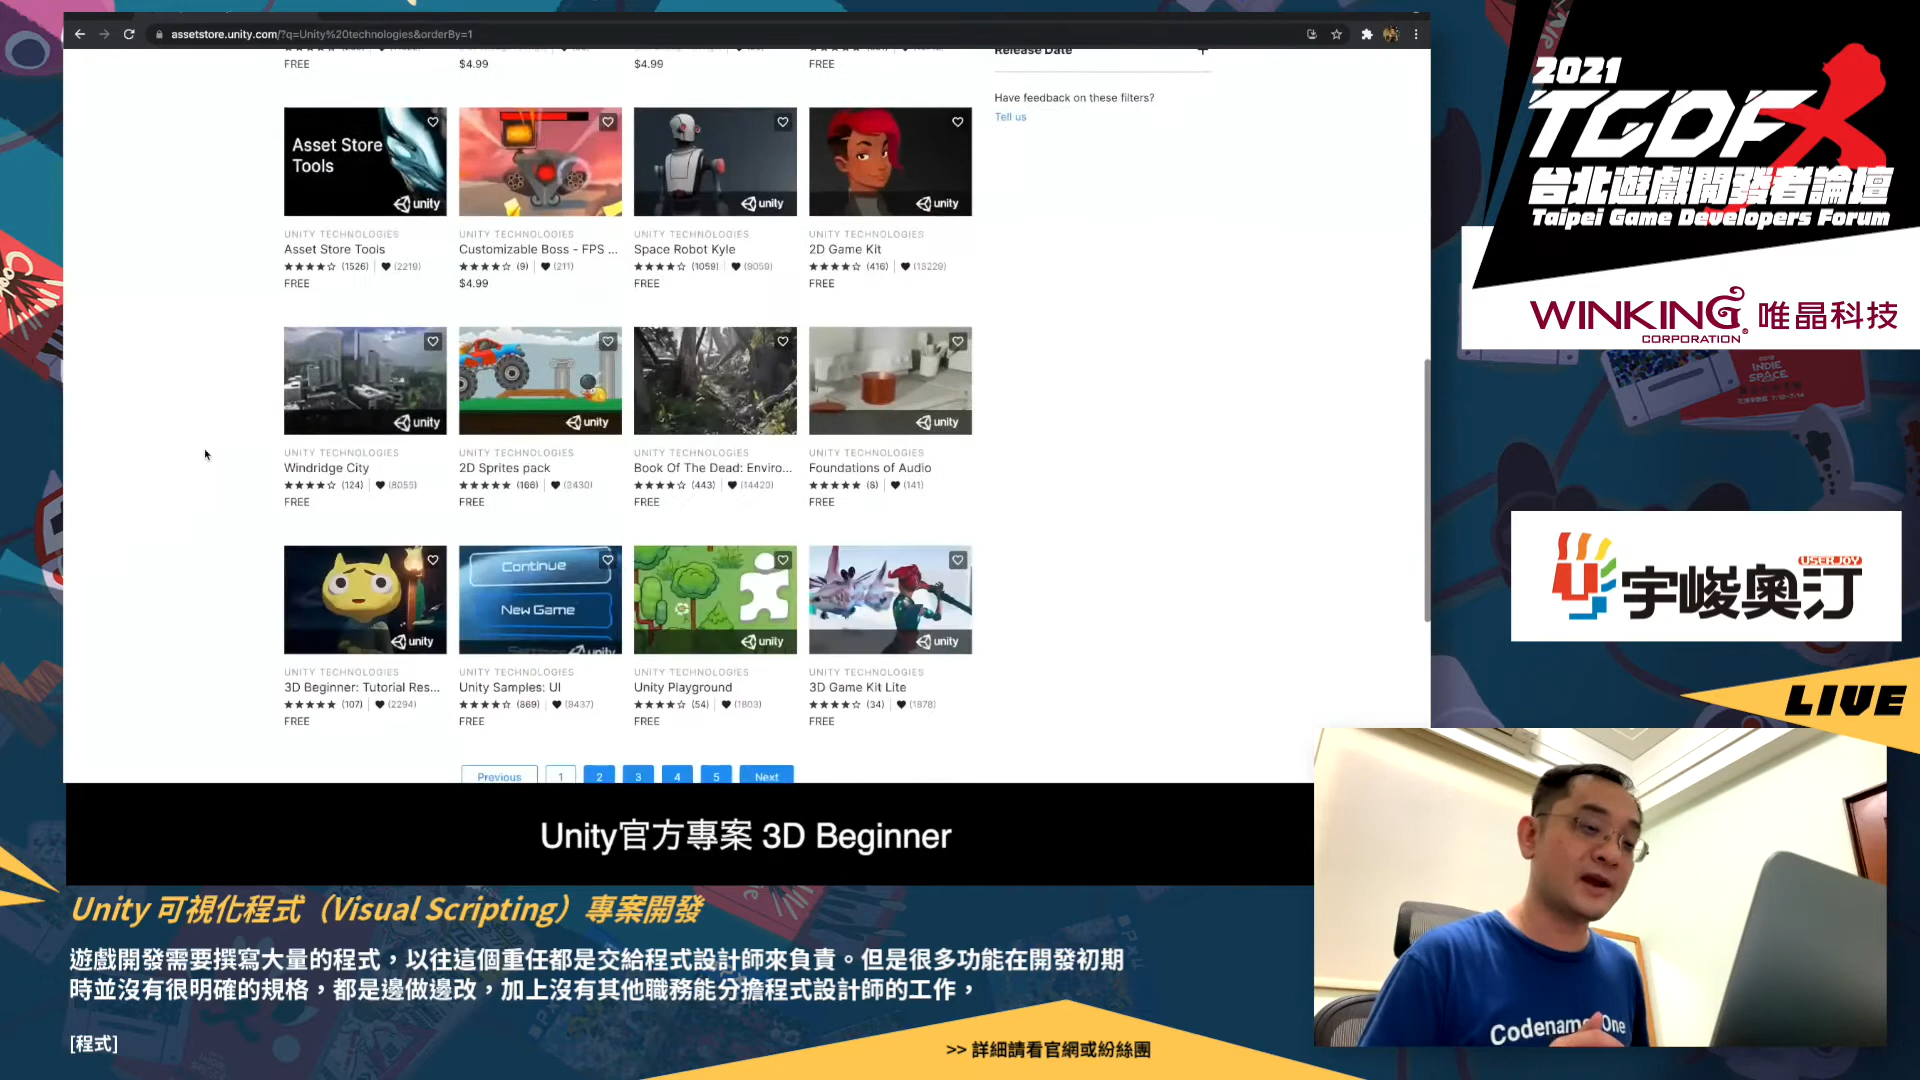 assetstore.unity.com/?q=Unity%20technologies&orderBy=1
FREE
$4.99
$4.99
FREE
Release Date
Have feedback on these filters?
Tell us
Asset Store
Tools
unity
unity
unity
UNITY TECHNOLOGIES
UNITY TECHNOLOGIES
UNITY TECHNOLOGIES
UNITY TECHNOLOGIES
Asset Store Tools
Customizable Boss - FPS ...
Space Robot Kyle
2D Game Kit
(1526) (2219)
(9) (211)
(1059) (9059)
(416) (13229)
FREE
$4.99
FREE
FREE
unity
unity
unity
UNITY TECHNOLOGIES
UNITY TECHNOLOGIES
UNITY TECHNOLOGIES
UNITY TECHNOLOGIES
Windridge City
2D Sprites pack
Book Of The Dead: Enviro...
Foundations of Audio
(124) (8055)
(166) (3430)
(443) (14420)
(8) (141)
FREE
FREE
FREE
FREE
Continue
New Game
unity
unity
unity
unity
UNITY TECHNOLOGIES
UNITY TECHNOLOGIES
UNITY TECHNOLOGIES
UNITY TECHNOLOGIES
3D Beginner: Tutorial Res...
Unity Samples: UI
Unity Playground
3D Game Kit Lite
(107) (2294)
(869) (9437)
(54) (1803)
(34) (1878)
FREE
FREE
FREE
FREE
Previous 1 2 3 4 5 Next
Unity官方專案 3D Beginner
Unity 可視化程式（Visual Scripting）專案開發
遊戲開發需要撰寫大量的程式，以往這個重任都是交給程式設計師來負責。但是很多功能在開發初期
時並沒有很明確的規格，都是邊做邊改，加上沒有其他職務能分擔程式設計師的工作，
[程式]
>> 詳細請看官網或紛絲團
2021
TGDF
台北遊戲開發者論壇
Taipei Game Developers Forum
WINKING 唯晶科技
CORPORATION
INDIE
SPACE
USERJOY
宇峻奧汀
LIVE
Codename One